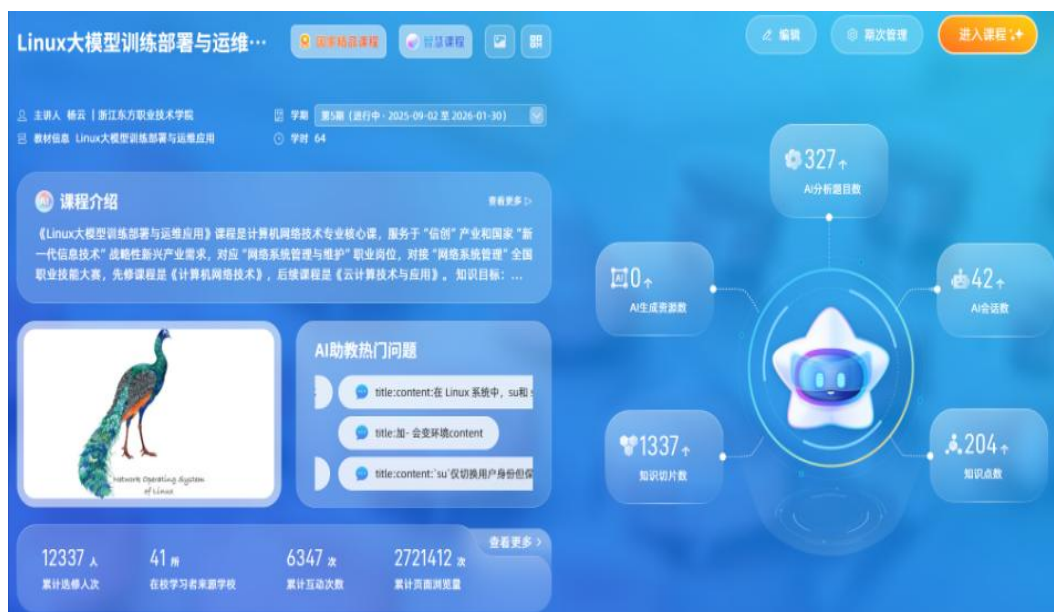 Linux大模型训练部署与运维…
国家精品课程
智慧课程
编辑
期次管理
进入课程
主讲人 杨云 | 浙江东方职业技术学院
学期 第5期 (进行中 · 2025-09-02 至 2026-01-30)
教材信息 Linux大模型训练部署与运维应用
学时 64
课程介绍
查看更多
《Linux大模型训练部署与运维应用》课程是计算机网络技术专业核心课，服务于“信创”产业和国家“新
一代信息技术”战略性新兴产业需求，对应“网络系统管理与维护”职业岗位，对接“网络系统管理”全国
职业技能大赛，先修课程是《计算机网络技术》，后续课程是《云计算技术与应用》。 知识目标：…
Network Operating System
of Linux
AI助教热门问题
title:content:在 Linux 系统中，su和
title:加- 会变环境content
title:content:`su`仅切换用户身份但保
12337 人
累计选修人次
41 所
在校学习者来源学校
6347 次
累计互动次数
2721412 次
累计页面浏览量
查看更多
327
AI分析题目数
AI
0
AI生成资源数
42
AI会话数
1337
知识切片数
204
知识点数